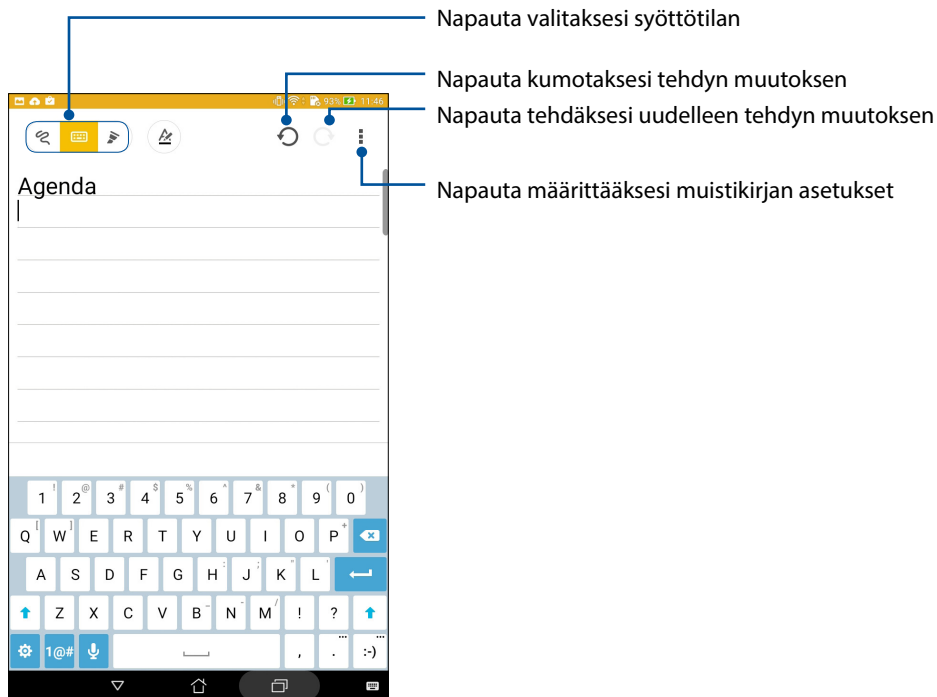 Napauta valitaksesi syöttötilan
Napauta kumotaksesi tehdyn muutoksen
93% 11:46
Napauta tehdäksesi uudelleen tehdyn muutoksen
Napauta määrittääksesi muistikirjan asetukset
Agenda
1 ! 2 @ 3 # 4 $ 5 % 6 ^ 7 & 8 * 9 ( 0 )
Q [ W ] E R T Y U I O P +
A S D F G H : J ; K " L '
Z X C V B _ N - M / ! ?
1@# , . ... :-) ...